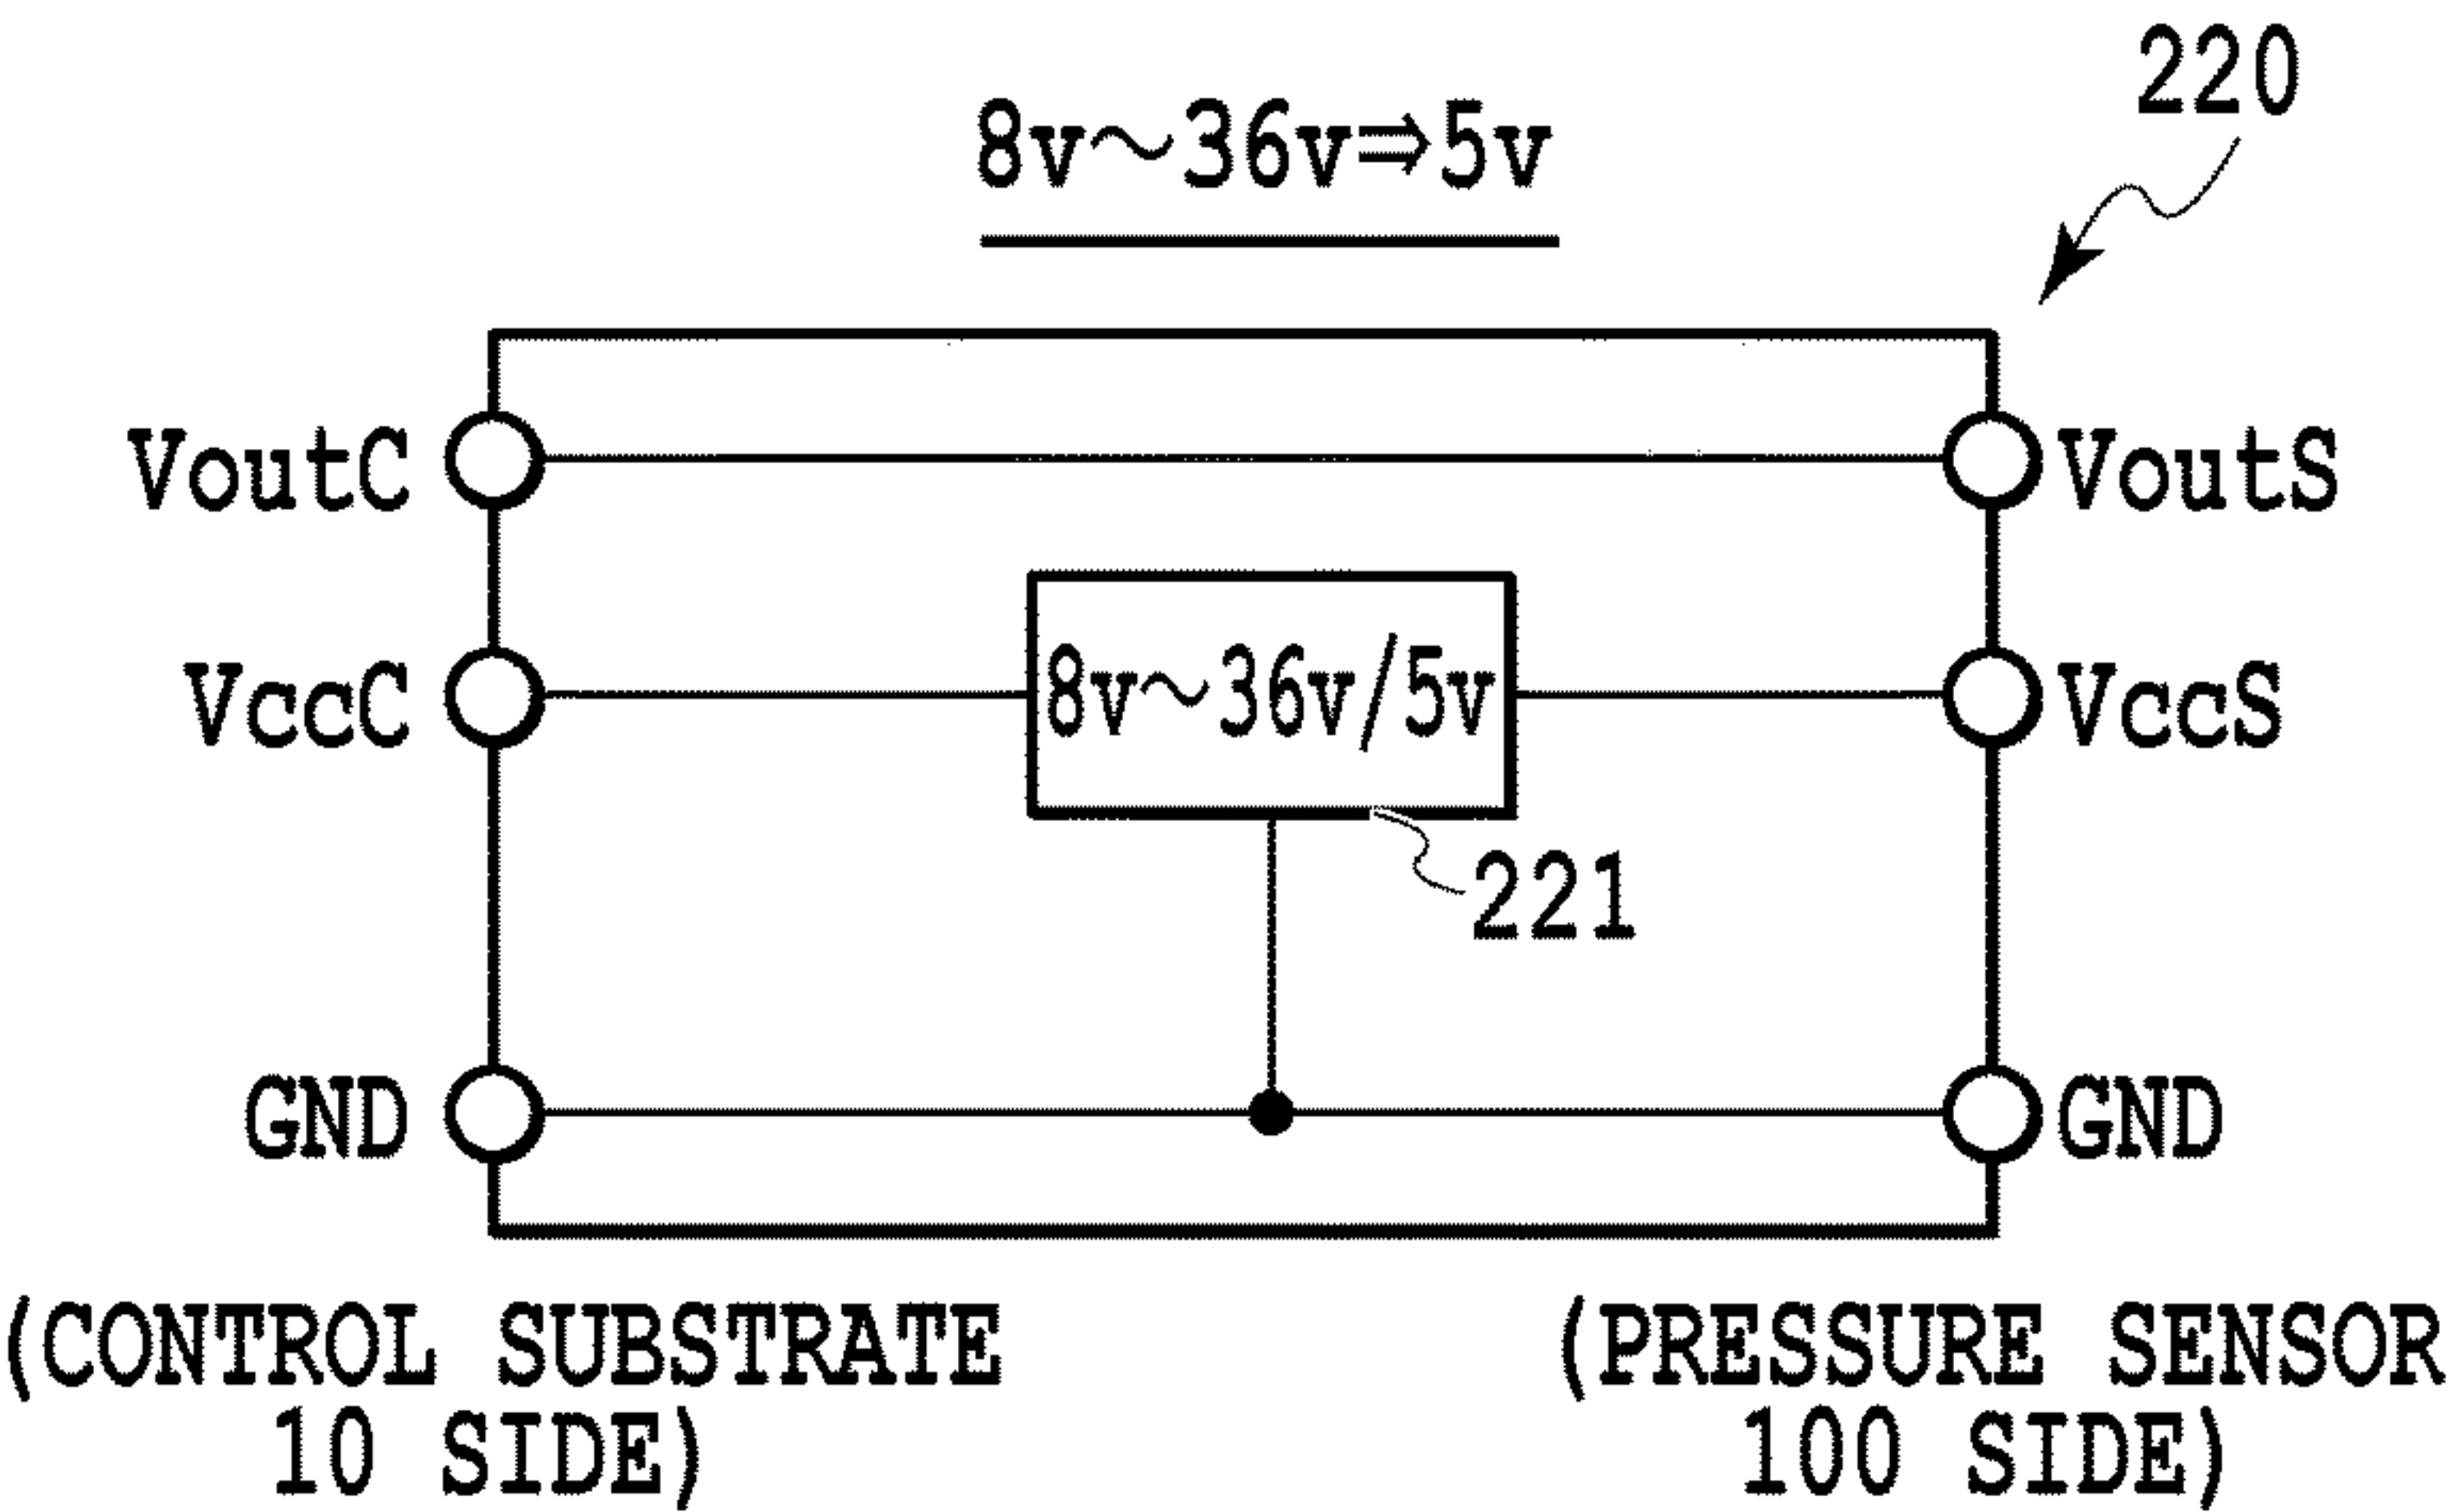 220
8v～36v⇒5v
VoutC
VoutS
VccC
8v～36v/5v
VccS
221
GND
GND
(CONTROL SUBSTRATE
10 SIDE)
(PRESSURE SENSOR
100 SIDE)